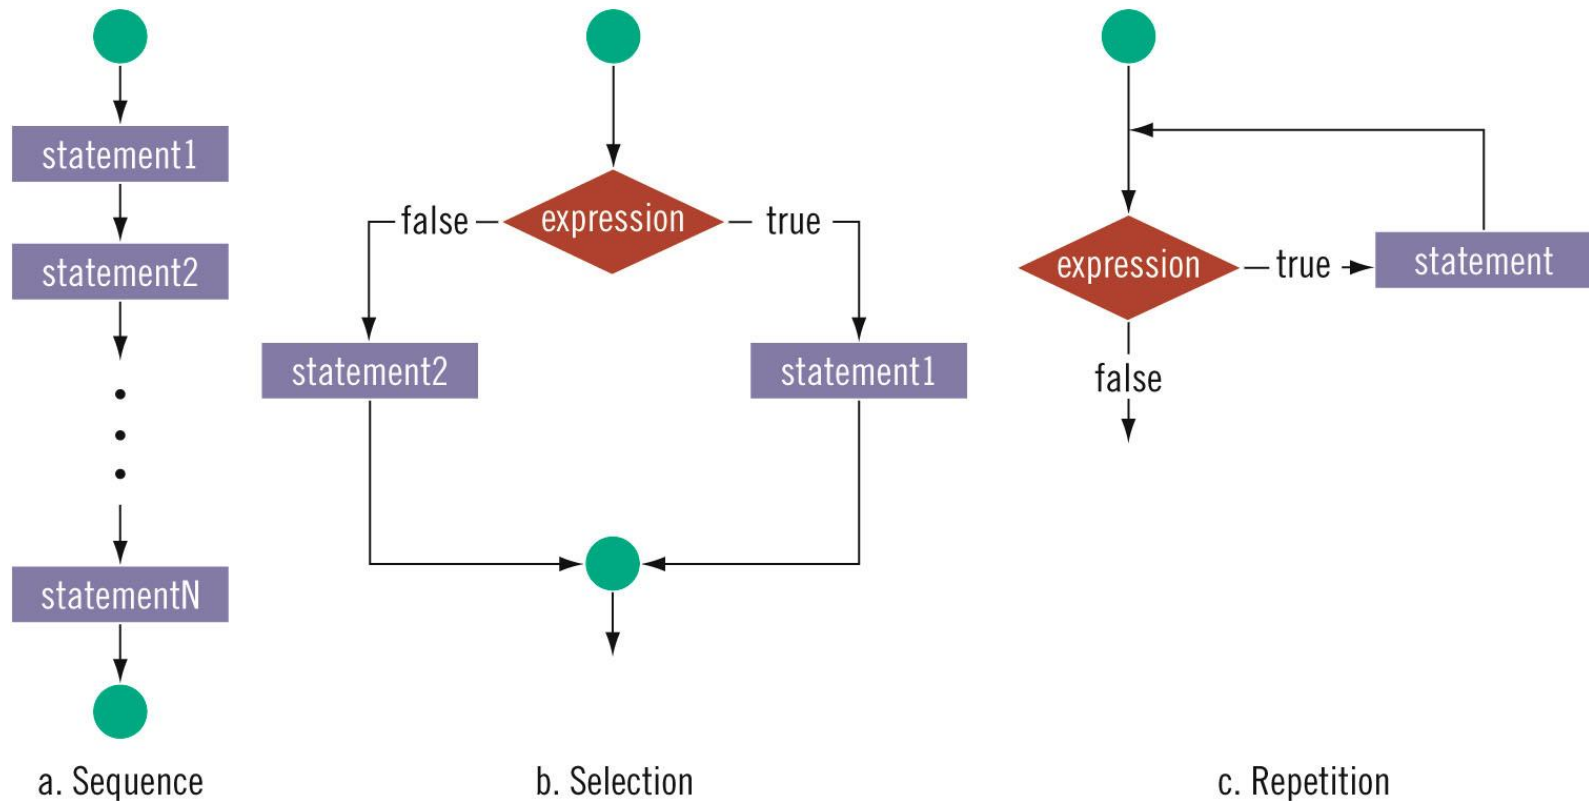 statement1
statement2
statementN
a. Sequence
expression
false
true
statement2
statement1
b. Selection
expression
true
statement
false
c. Repetition